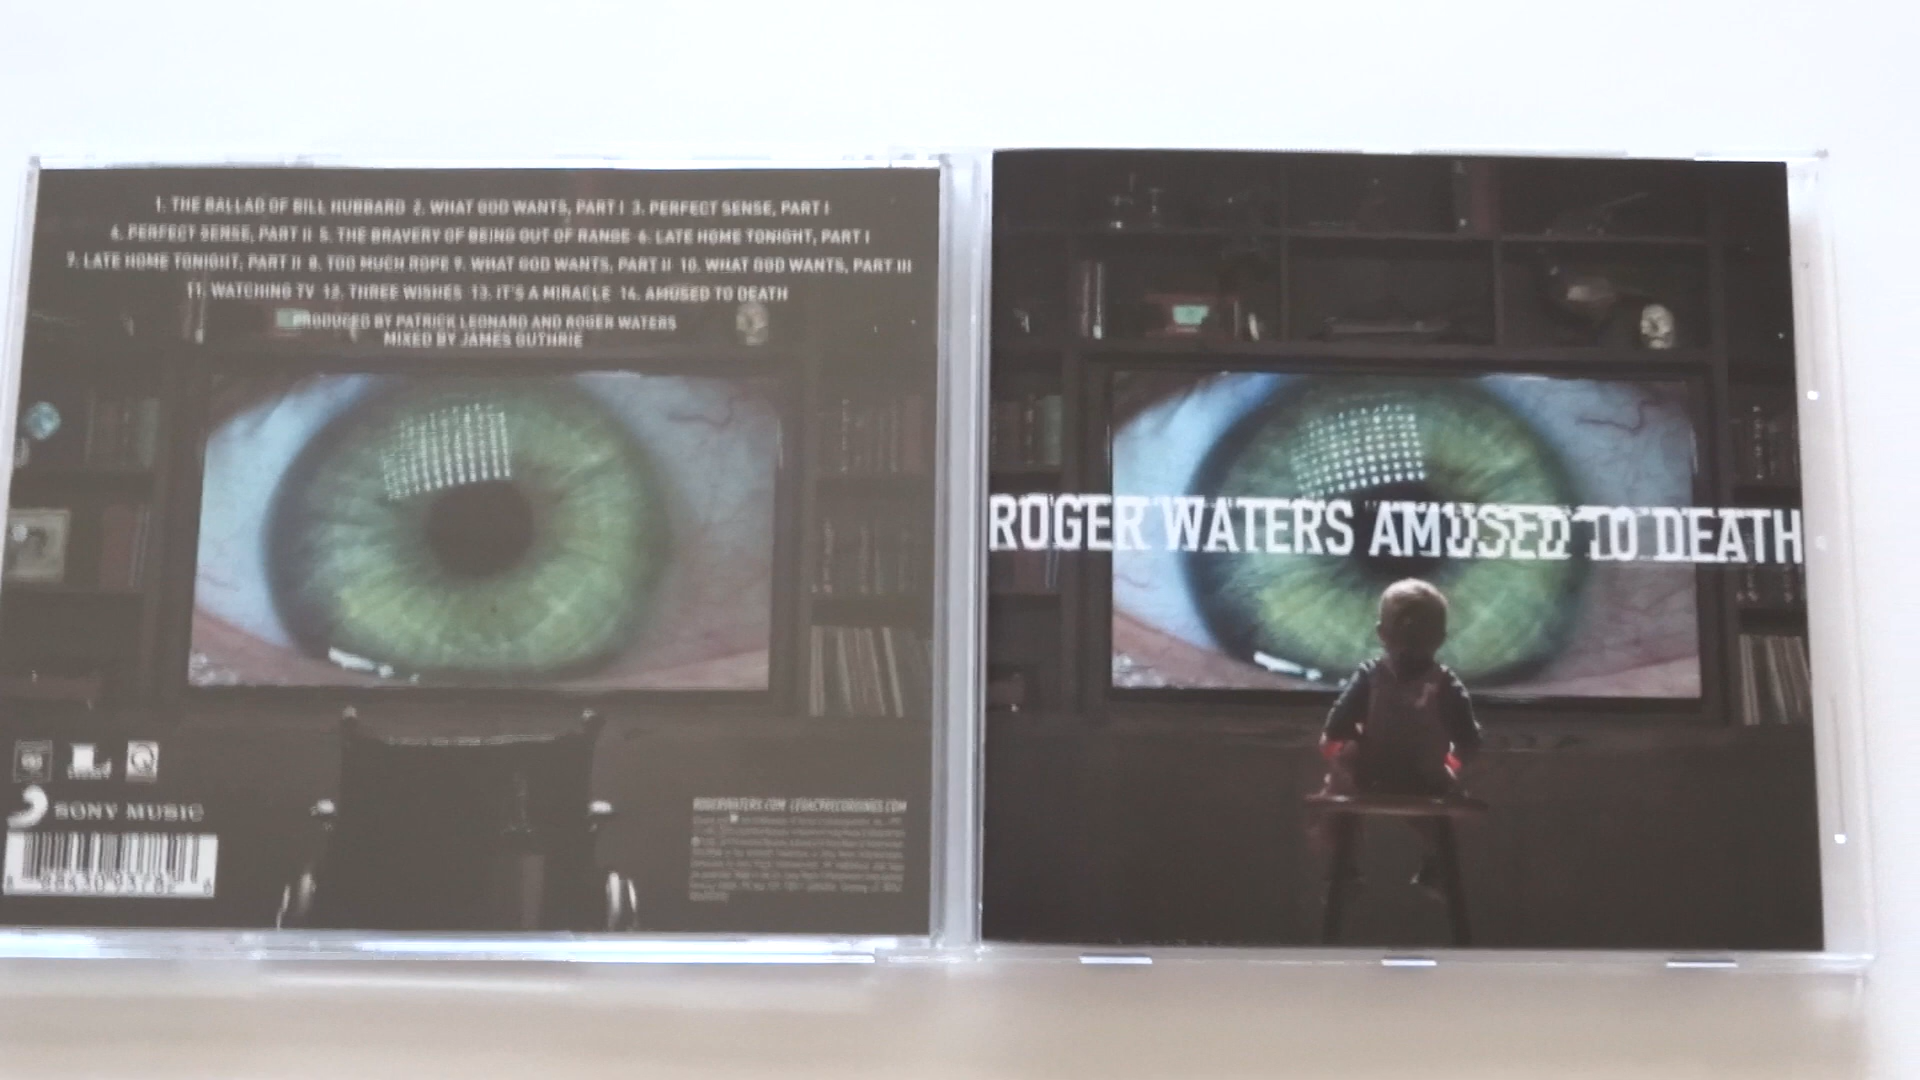 1. THE BALLAD OF BILL HUBBARD 2. WHAT GOD WANTS, PART I 3. PERFECT SENSE, PART I
4. PERFECT SENSE, PART II 5. THE BRAVERY OF BEING OUT OF RANGE 6. LATE HOME TONIGHT, PART I
7. LATE HOME TONIGHT, PART II 8. TOO MUCH ROPE 9. WHAT GOD WANTS, PART II 10. WHAT GOD WANTS, PART III
11. WATCHING TV 12. THREE WISHES 13. IT'S A MIRACLE 14. AMUSED TO DEATH
PRODUCED BY PATRICK LEONARD AND ROGER WATERS
MIXED BY JAMES GUTHRIE
SONY MUSIC
ROGERWATERS.COM LEGACYRECORDINGS.COM
ROGER WATERS AMUSED TO DEATH